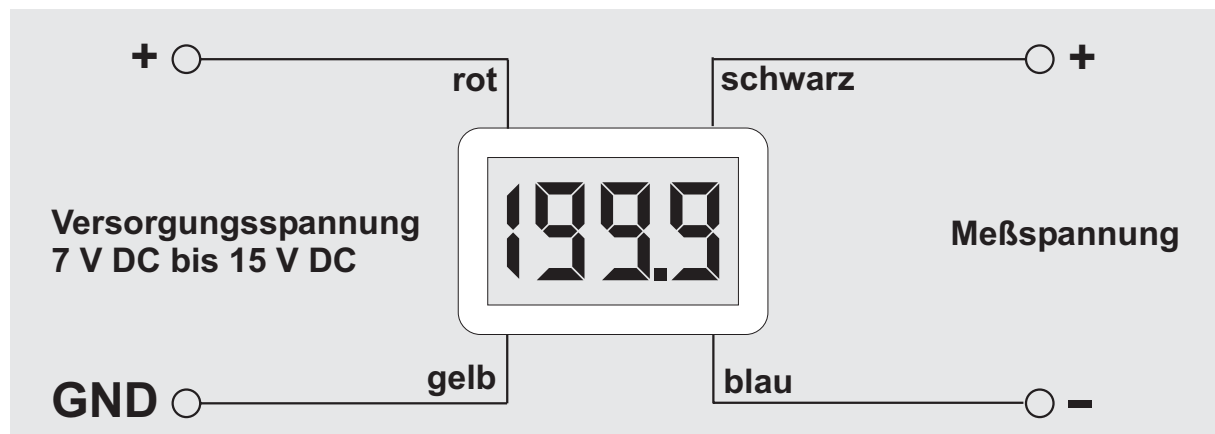 + rot schwarz +
199.9
Versorgungsspannung
7 V DC bis 15 V DC
Meßspannung
GND gelb blau -